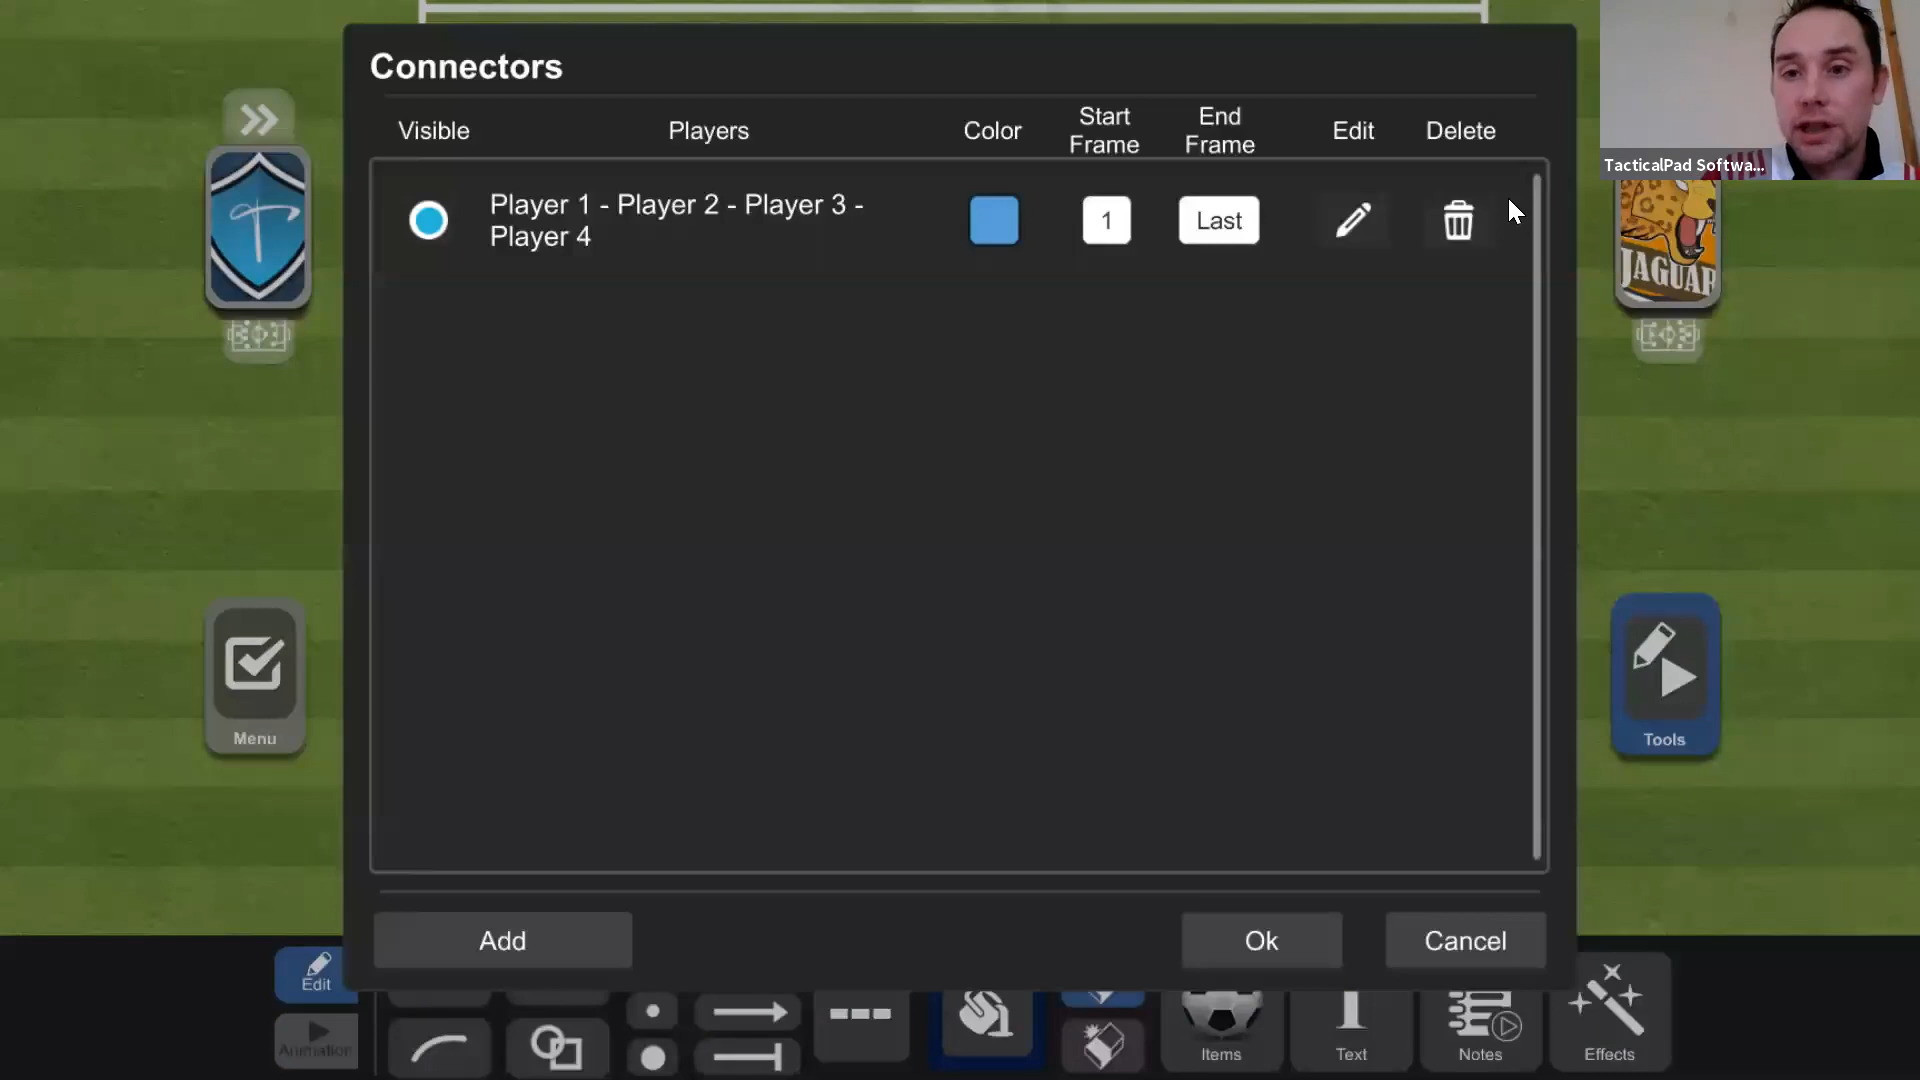 Connectors
Visible
Players
Color
Start
Frame
End
Frame
Edit
Delete
Player 1 - Player 2 - Player 3 -
Player 4
1
Last
TacticalPad Softwa...
JAGUAR
Menu
Tools
Add
Ok
Cancel
Edit
Animation
Items
Text
Notes
Effects